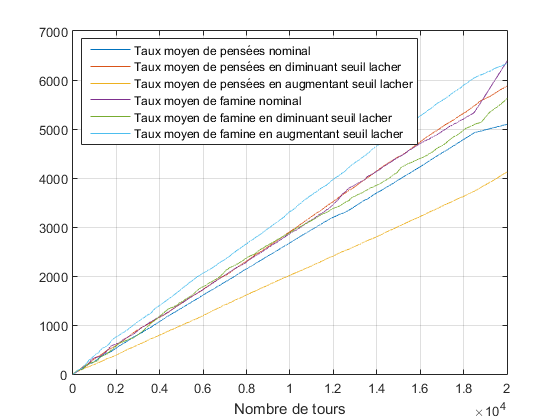 7000
6000
5000
4000
3000
2000
1000
0
Taux moyen de pensées nominal
Taux moyen de pensées en diminuant seuil lacher
Taux moyen de pensées en augmentant seuil lacher
Taux moyen de famine nominal
Taux moyen de famine en diminuant seuil lacher
Taux moyen de famine en augmentant seuil lacher
0 0.2 0.4 0.6 0.8 1 1.2 1.4 1.6 1.8 2
×10⁴
Nombre de tours